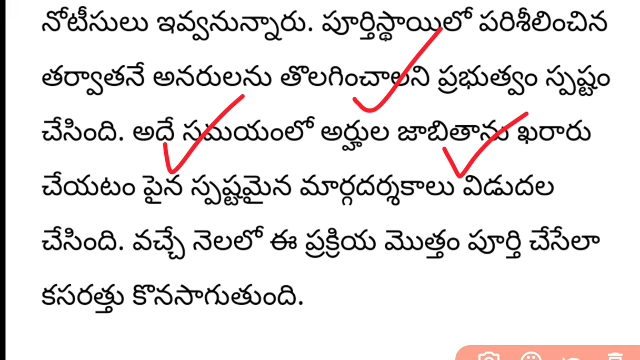 నోటీసులు ఇవ్వనున్నారు. పూర్తిస్థాయిలో పరిశీలించిన
తర్వాతనే అనరులను తొలగించాలని ప్రభుత్వం స్పష్టం
చేసింది. అదే సమయంలో అర్హుల జాబితాను ఖరారు
చేయటం పైన స్పష్టమైన మార్గదర్శకాలు విడుదల
చేసింది. వచ్చే నెలలో ఈ ప్రక్రియ మొత్తం పూర్తి చేసేలా
కసరత్తు కొనసాగుతుంది.